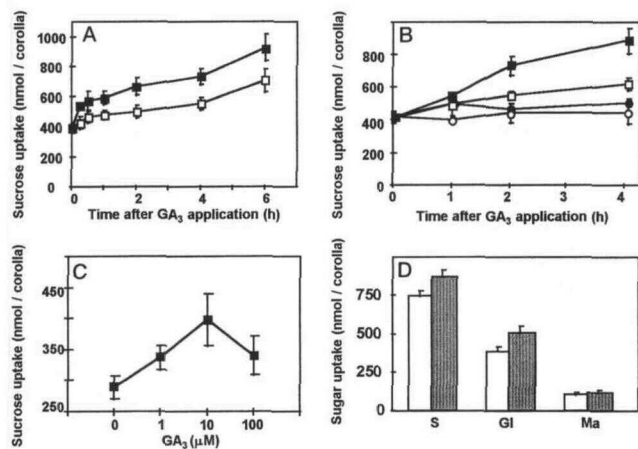 A
Sucrose uptake (nmol / corolla)
1000
800
600
400
200
0
0
2
4
6
Time after GA₃ application (h)
B
Sucrose uptake (nmol / corolla)
800
600
400
200
0
0
1
2
3
4
Time after GA₃ application (h)
C
Sucrose uptake (nmol / corolla)
450
350
250
0
1
10
100
GA₃ (µM)
D
Sugar uptake (nmol / corolla)
750
500
250
0
S
Gl
Ma